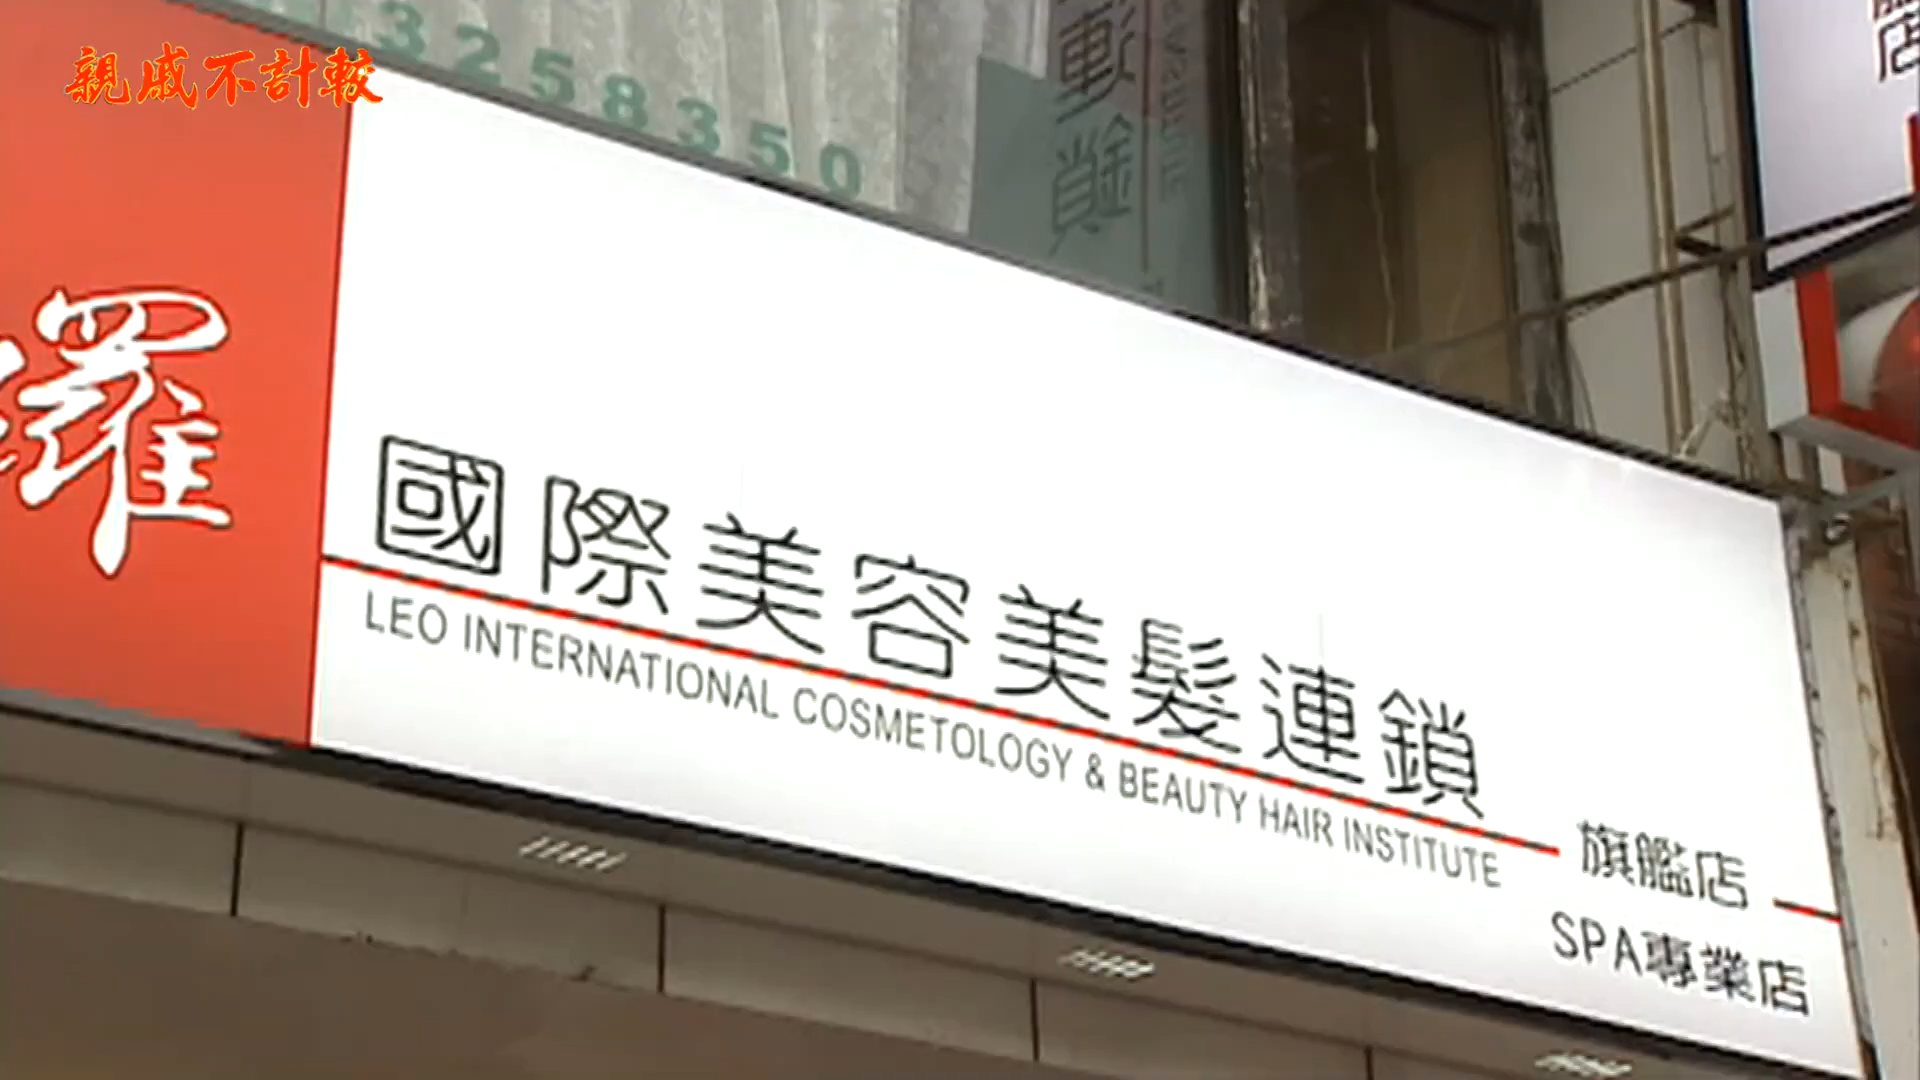 親戚不計較
3258350
羅
國際美容美髮連鎖
LEO INTERNATIONAL COSMETOLOGY & BEAUTY HAIR INSTITUTE
旗艦店
SPA專業店